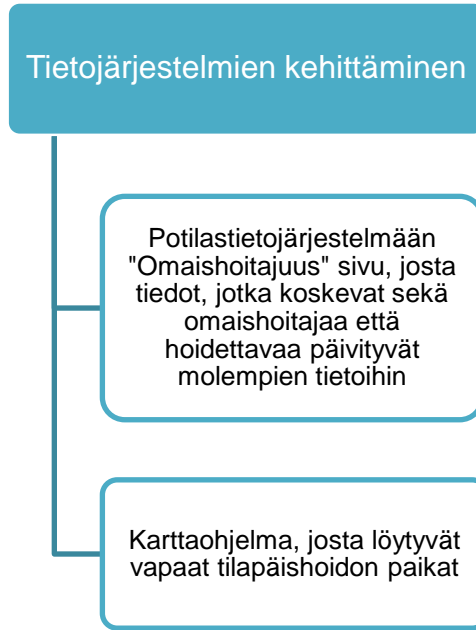 Tietojärjestelmien kehittäminen
Potilastietojärjestelmään
"Omaishoitajuus" sivu, josta
tiedot, jotka koskevat sekä
omaishoitajaa että
hoidettavaa päivityvät
molempien tietoihin
Karttaohjelma, josta löytyvät
vapaat tilapäishoidon paikat